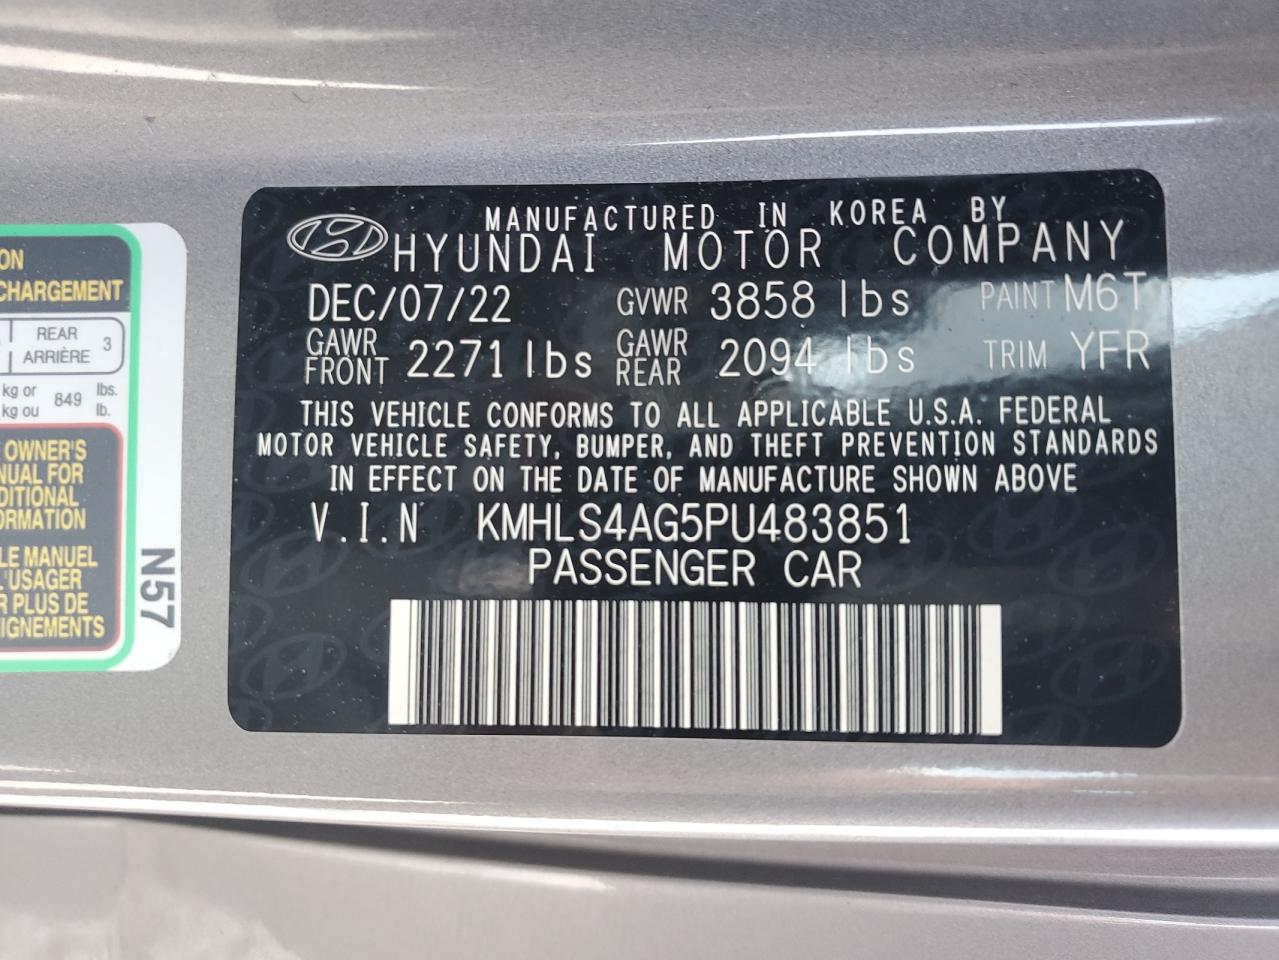 ON
CHARGEMENT
REAR
ARRIÈRE 3
kg or 849 lbs.
kg ou lb.
OWNER'S
NUAL FOR
DITIONAL
ORMATION
LE MANUEL
L'USAGER
R PLUS DE
IGNEMENTS
N57
MANUFACTURED IN KOREA BY
HYUNDAI MOTOR COMPANY
DEC/07/22 GVWR 3858 lbs PAINT M6T
GAWR FRONT 2271 lbs GAWR REAR 2094 lbs TRIM YFR
THIS VEHICLE CONFORMS TO ALL APPLICABLE U.S.A. FEDERAL
MOTOR VEHICLE SAFETY, BUMPER, AND THEFT PREVENTION STANDARDS
IN EFFECT ON THE DATE OF MANUFACTURE SHOWN ABOVE
V.I.N KMHLS4AG5PU483851
PASSENGER CAR